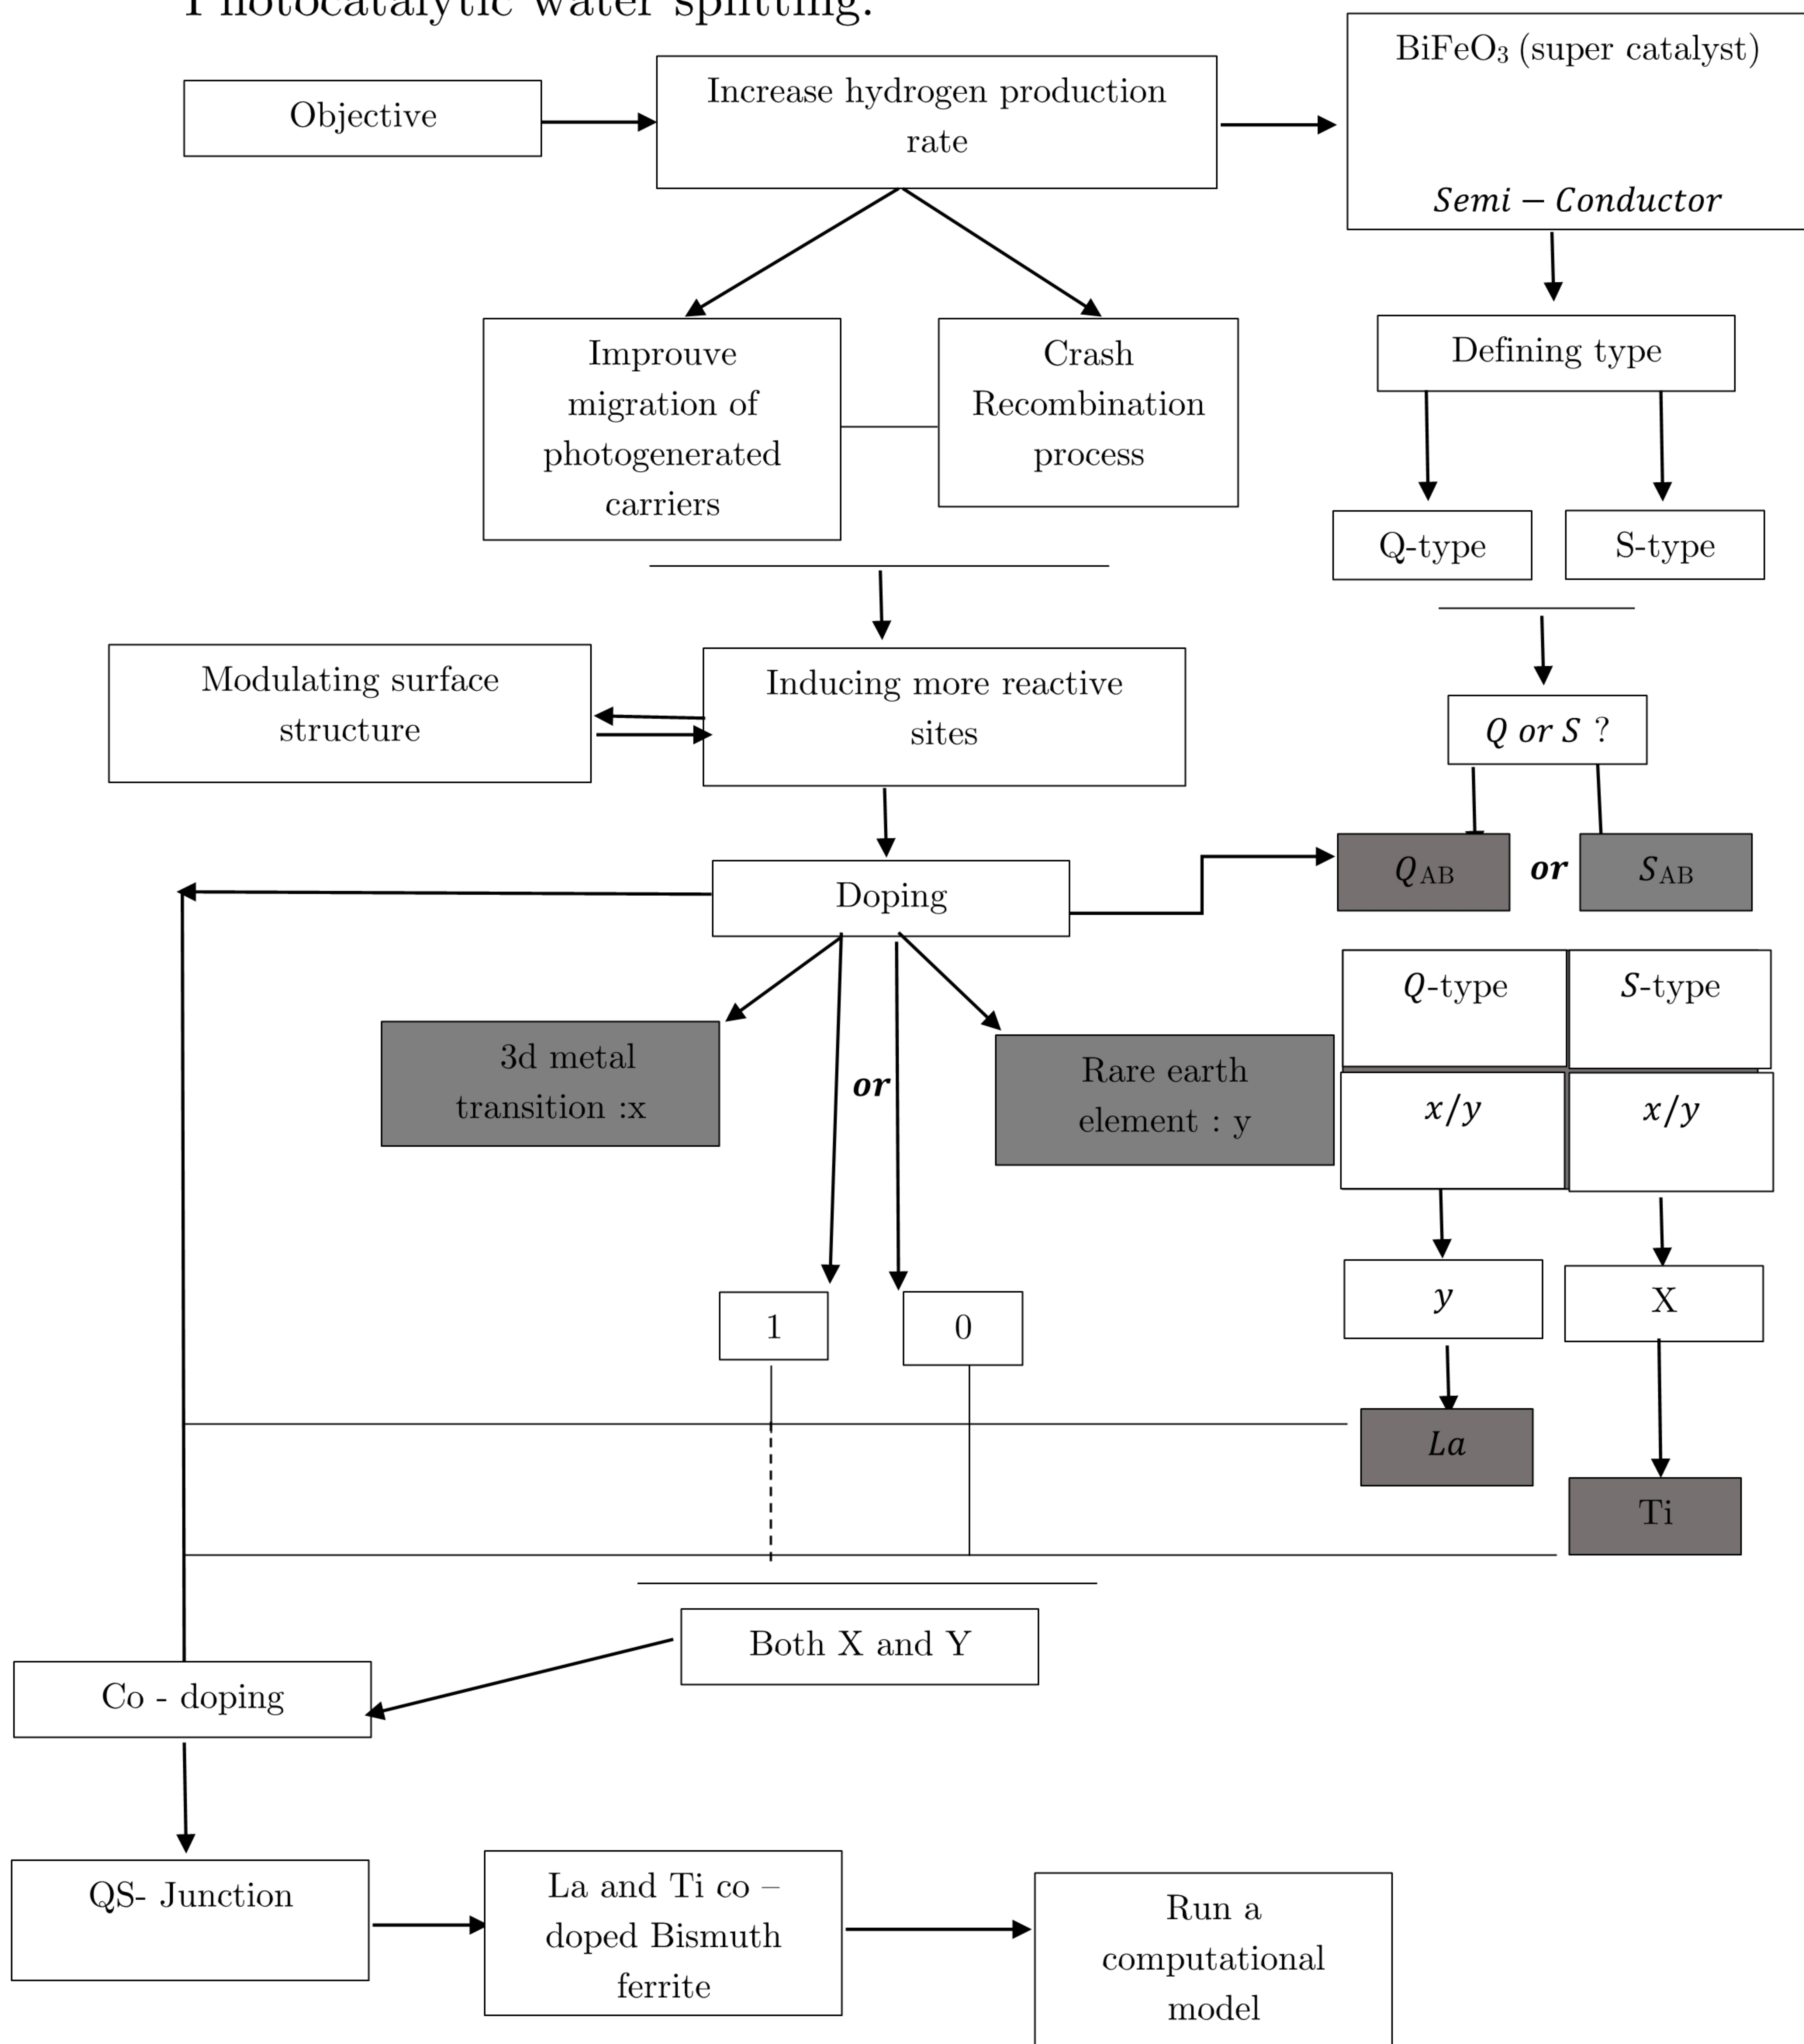 Photocatalytic water splitting:
Objective
Increase hydrogen production
rate
BiFeO₃ (super catalyst)
Semi – Conductor
Improuve
migration of
photogenerated
carriers
Crash
Recombination
process
Defining type
Q-type
S-type
Modulating surface
structure
Inducing more reactive
sites
Q or S ?
Doping
QAB
or
SAB
3d metal
transition :x
or
Rare earth
element : y
Q-type
S-type
x/y
x/y
1
0
y
X
La
Ti
Both X and Y
Co - doping
QS- Junction
La and Ti co –
doped Bismuth
ferrite
Run a
computational
model